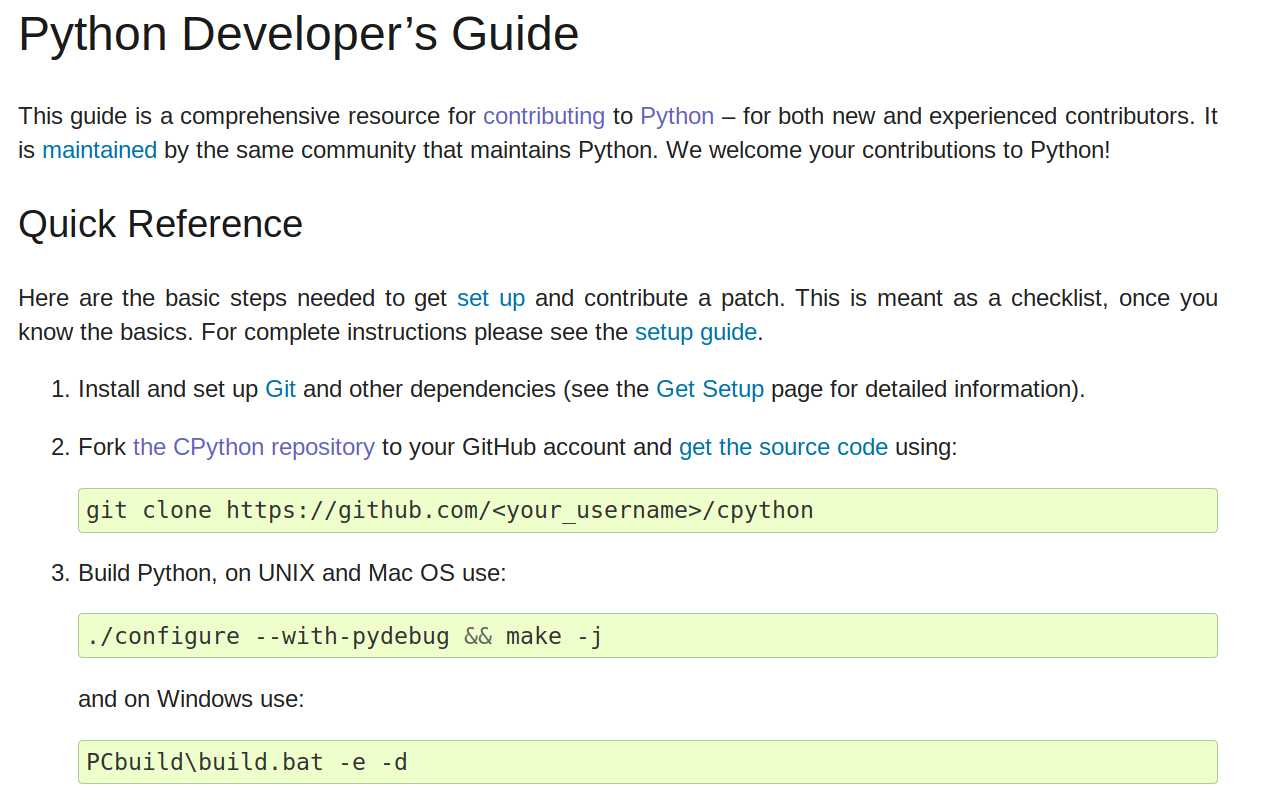 Python Developer’s Guide
This guide is a comprehensive resource for contributing to Python – for both new and experienced contributors. It
is maintained by the same community that maintains Python. We welcome your contributions to Python!
Quick Reference
Here are the basic steps needed to get set up and contribute a patch. This is meant as a checklist, once you
know the basics. For complete instructions please see the setup guide.
1. Install and set up Git and other dependencies (see the Get Setup page for detailed information).
2. Fork the CPython repository to your GitHub account and get the source code using:
git clone https://github.com/<your_username>/cpython
3. Build Python, on UNIX and Mac OS use:
./configure --with-pydebug && make -j
and on Windows use:
PCbuild\build.bat -e -d